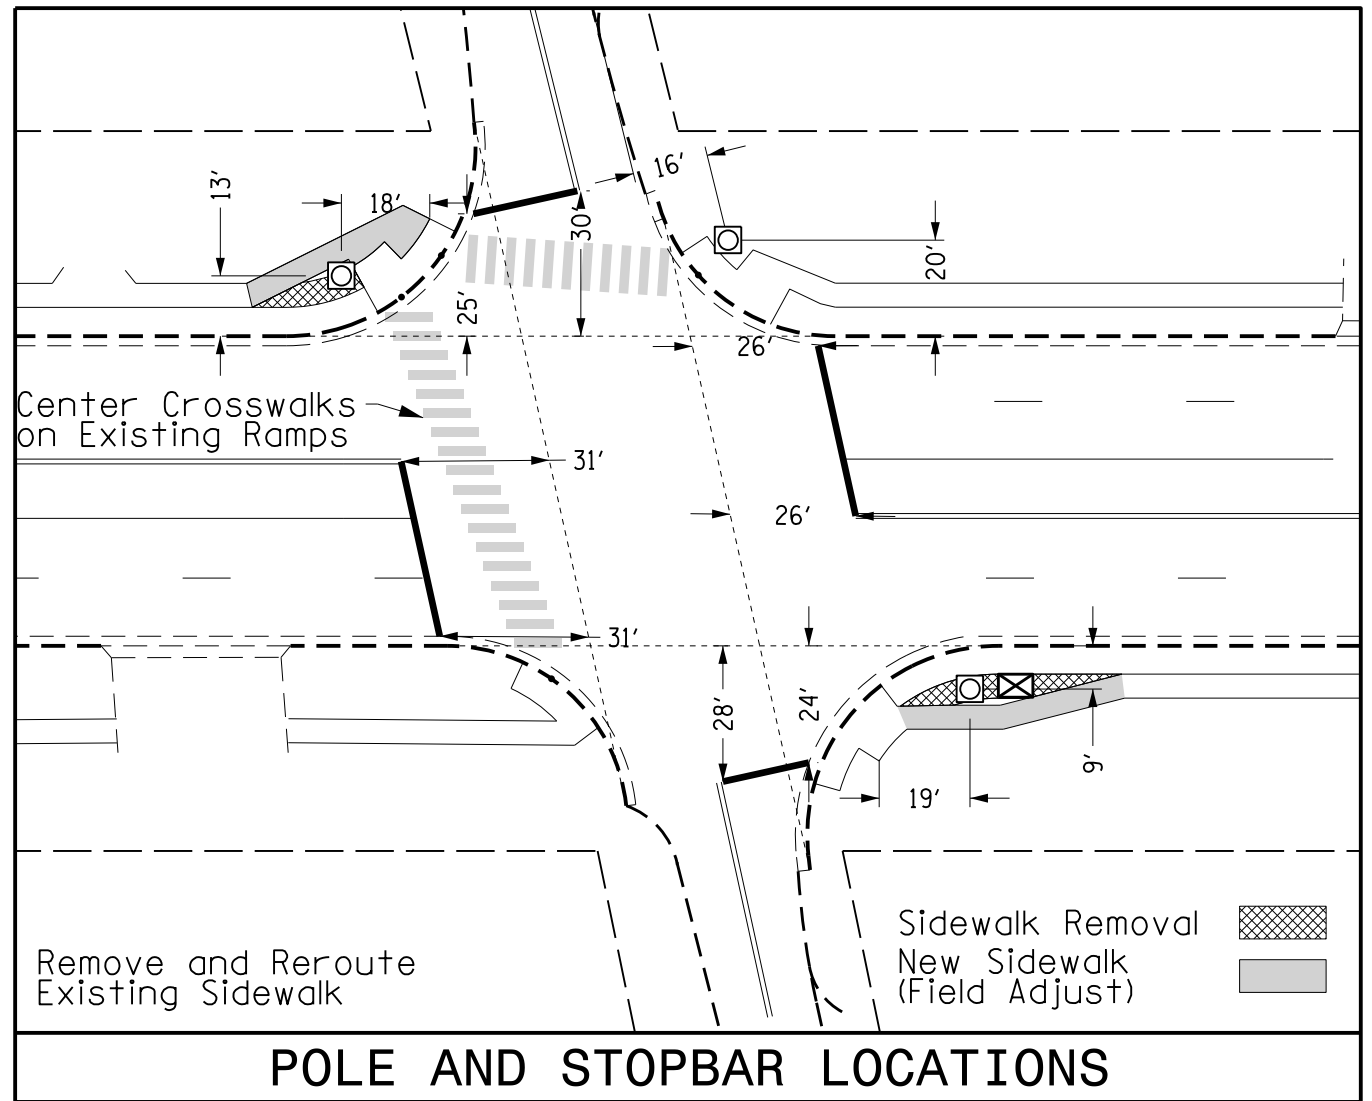 16′
13′
18′
30′
20′
25′
26′
Center Crosswalks
on Existing Ramps
31′
26′
31′
28′
24′
9′
19′
Sidewalk Removal
New Sidewalk
(Field Adjust)
Remove and Reroute
Existing Sidewalk
POLE AND STOPBAR LOCATIONS